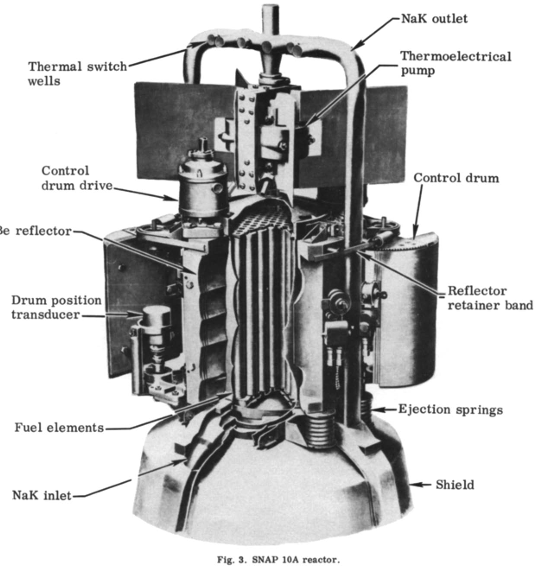 NaK outlet
Thermal switch
wells
Thermoelectrical
pump
Control
drum drive
Control drum
Be reflector
Reflector
retainer band
Drum position
transducer
Ejection springs
Fuel elements
NaK inlet
Shield
Fig. 3. SNAP 10A reactor.